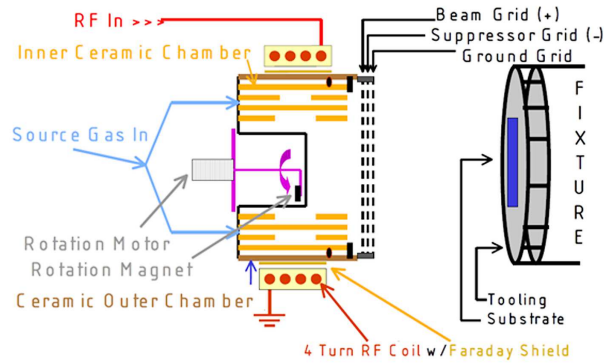 RF In >>>
Beam Grid (+)
Suppressor Grid (-)
Ground Grid
Inner Ceramic Chamber
Source Gas In
FIXTURE
Rotation Motor
Rotation Magnet
Ceramic Outer Chamber
Tooling
Substrate
4 Turn RF Coil w/Faraday Shield